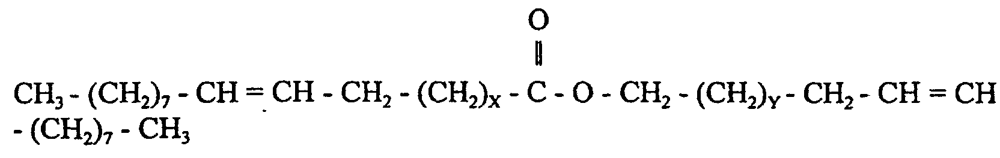 O
||
CH₃ - (CH₂)₇ - CH = CH - CH₂ - (CH₂)X - C - O - CH₂ - (CH₂)Y - CH₂ - CH = CH
- (CH₂)₇ - CH₃